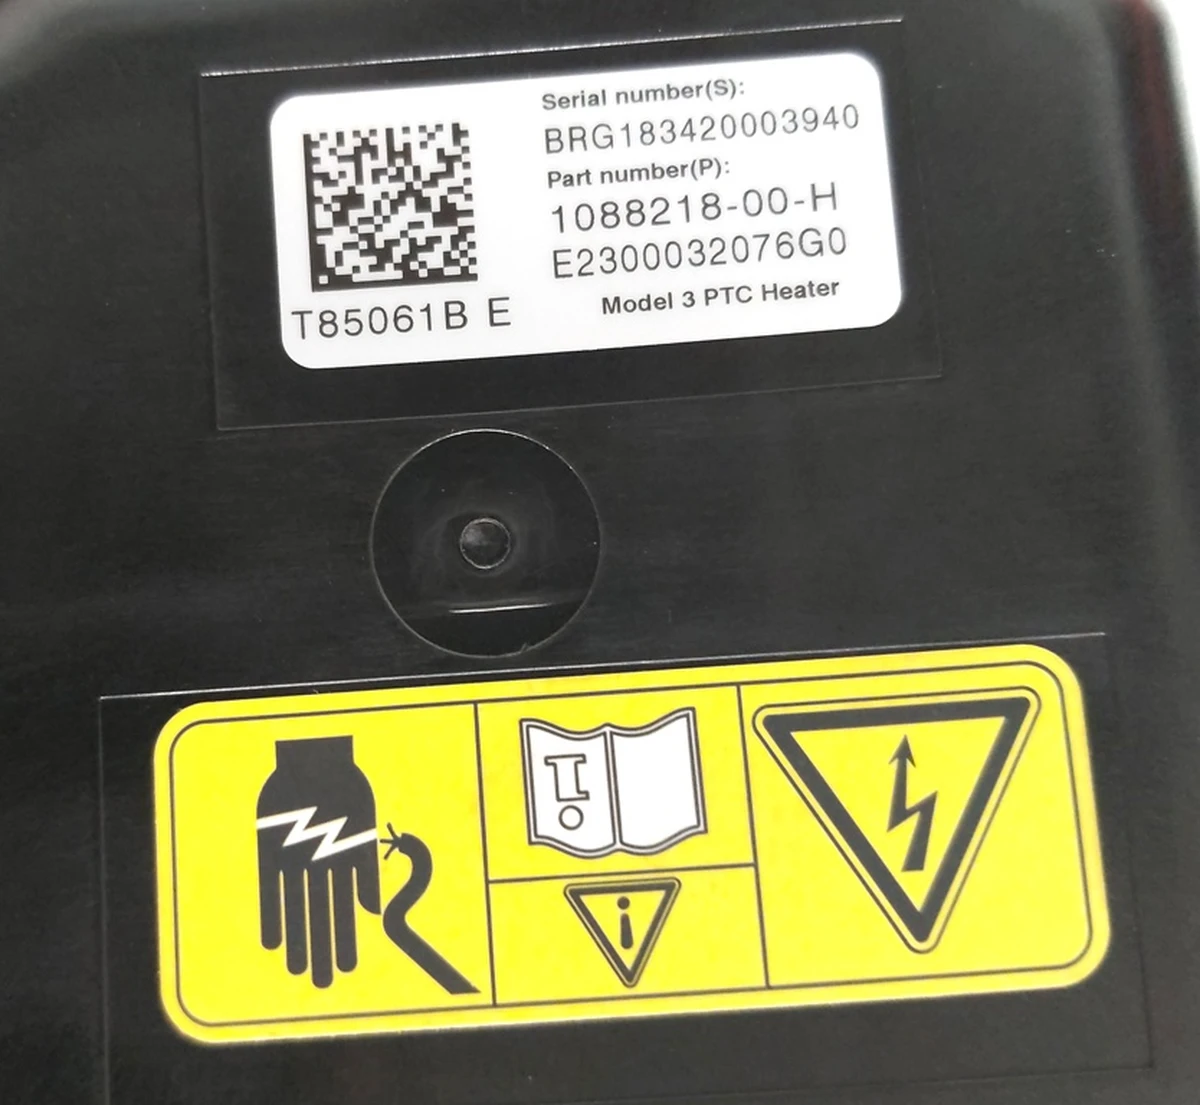 Serial number(S):
BRG183420003940
Part number(P):
1088218-00-H
E2300032076G0
Model 3 PTC Heater
T85061B E